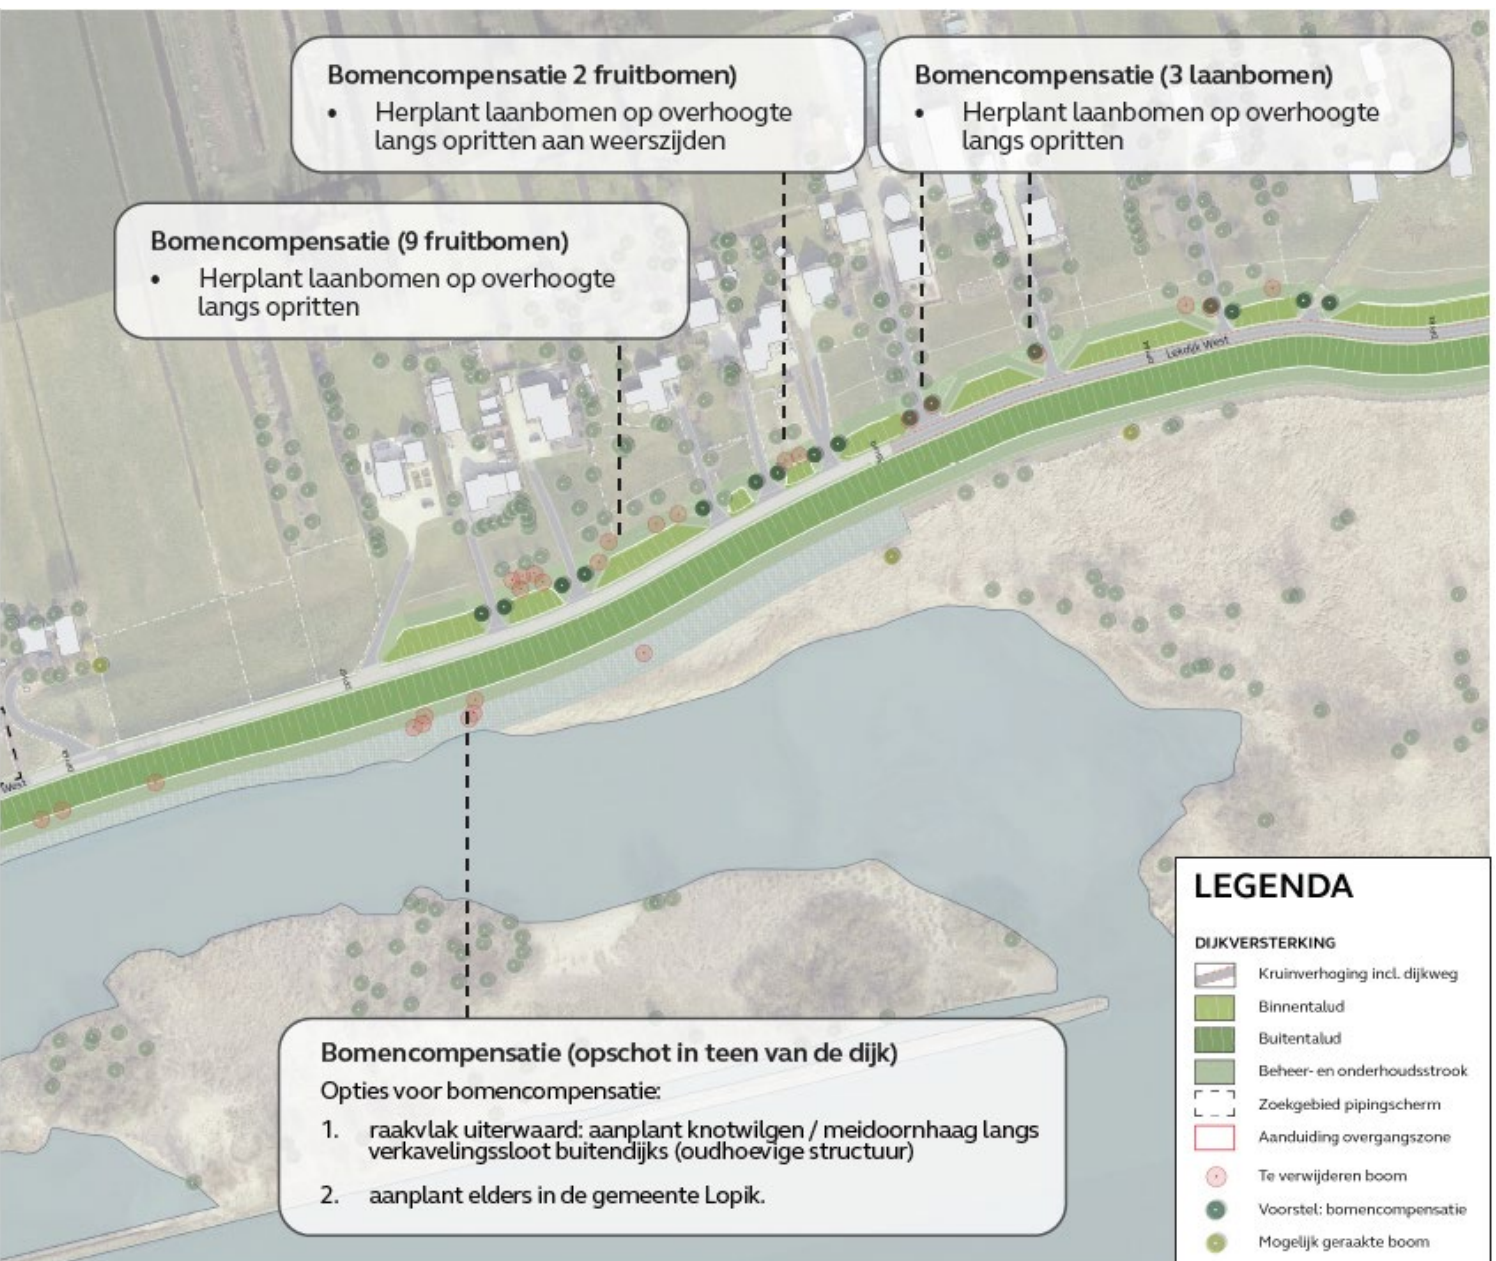 Bomencompensatie 2 fruitbomen)
• Herplant laanbomen op overhoogte
langs opritten aan weerszijden
Bomencompensatie (3 laanbomen)
• Herplant laanbomen op overhoogte
langs opritten
Bomencompensatie (9 fruitbomen)
• Herplant laanbomen op overhoogte
langs opritten
Lekdijk West
West
Bomencompensatie (opschot in teen van de dijk)
Opties voor bomencompensatie:
1. raakvlak uiterwaard: aanplant knotwilgen / meidoornhaag langs
verkavelingssloot buitendijks (oudhoevige structuur)
2. aanplant elders in de gemeente Lopik.
LEGENDA
DIJKVERSTERKING
Kruinverhoging incl. dijkweg
Binnentalud
Buitentalud
Beheer- en onderhoudsstrook
Zoekgebied pipingscherm
Aanduiding overgangszone
Te verwijderen boom
Voorstel: bomencompensatie
Mogelijk geraakte boom